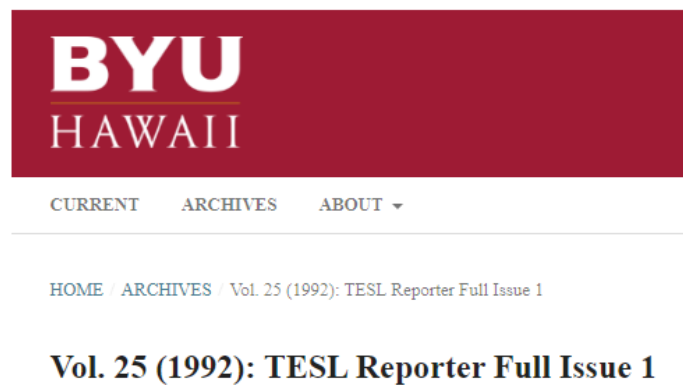 BYU
HAWAII
CURRENT ARCHIVES ABOUT
HOME / ARCHIVES / Vol. 25 (1992): TESL Reporter Full Issue 1
Vol. 25 (1992): TESL Reporter Full Issue 1